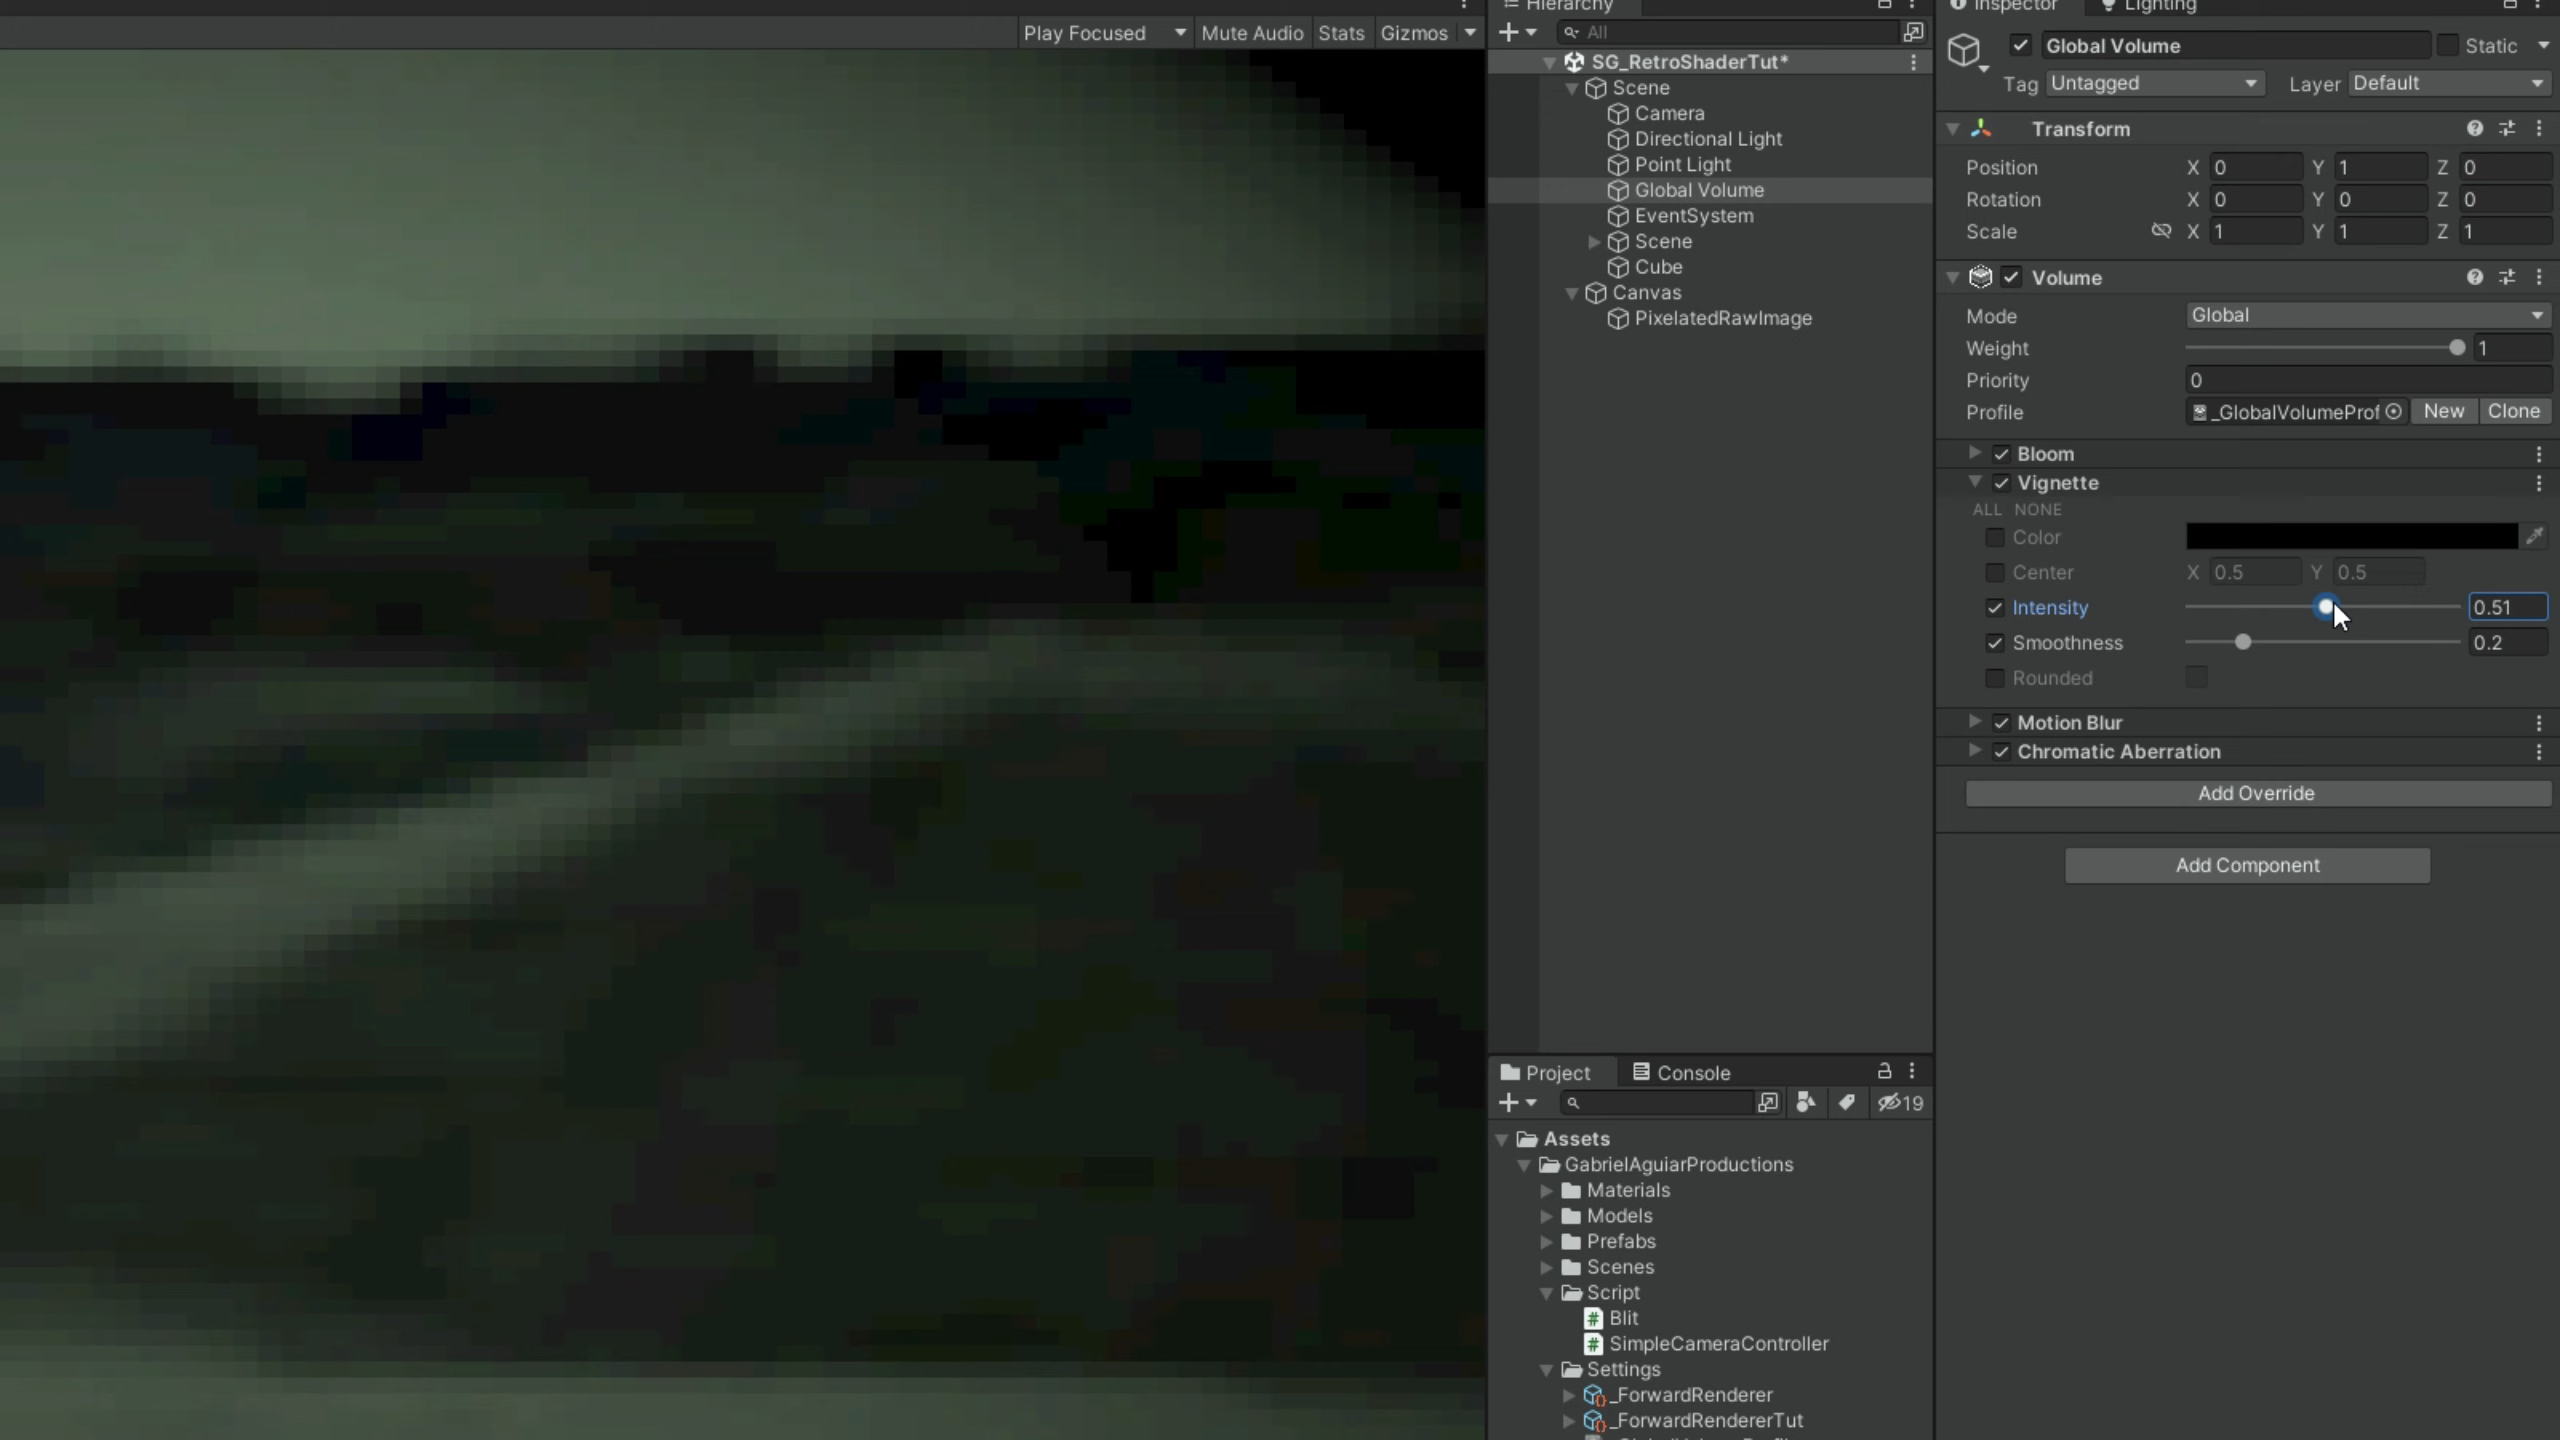 Play Focused Mute Audio Stats Gizmos
Hierarchy
All
SG_RetroShaderTut*
Scene
Camera
Directional Light
Point Light
Global Volume
EventSystem
Scene
Cube
Canvas
PixelatedRawImage
Project Console
19
Assets
GabrielAguiarProductions
Materials
Models
Prefabs
Scenes
Script
Blit
SimpleCameraController
Settings
_ForwardRenderer
_ForwardRendererTut
Inspector Lighting
Global Volume Static
Tag Untagged Layer Default
Transform
Position X 0 Y 1 Z 0
Rotation X 0 Y 0 Z 0
Scale X 1 Y 1 Z 1
Volume
Mode Global
Weight 1
Priority 0
Profile _GlobalVolumeProf New Clone
Bloom
Vignette
ALL NONE
Color
Center X 0.5 Y 0.5
Intensity 0.51
Smoothness 0.2
Rounded
Motion Blur
Chromatic Aberration
Add Override
Add Component